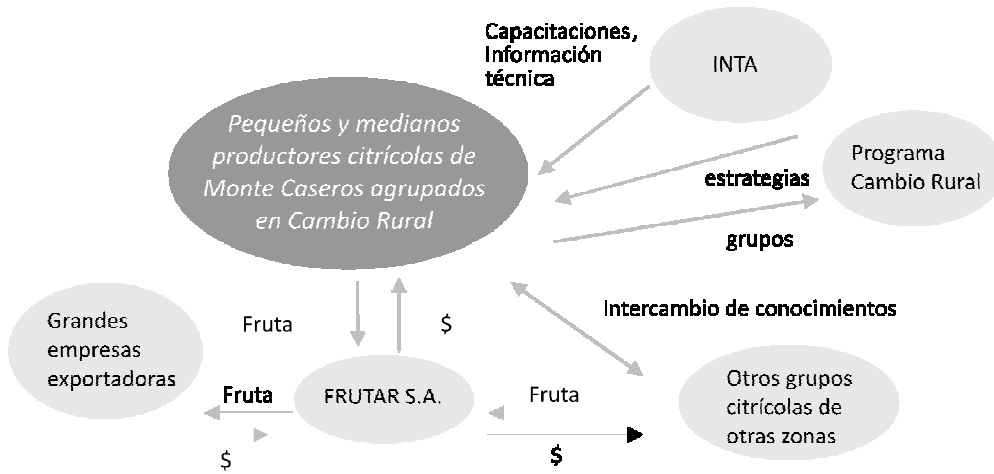 Capacitaciones,
Información
técnica
INTA
Pequeños y medianos
productores citrícolas de
Monte Caseros agrupados
en Cambio Rural
Programa
Cambio Rural
estrategias
grupos
Intercambio de conocimientos
Fruta
$
Grandes
empresas
exportadoras
Fruta
$
FRUTAR S.A.
Fruta
$
Otros grupos
citrícolas de
otras zonas